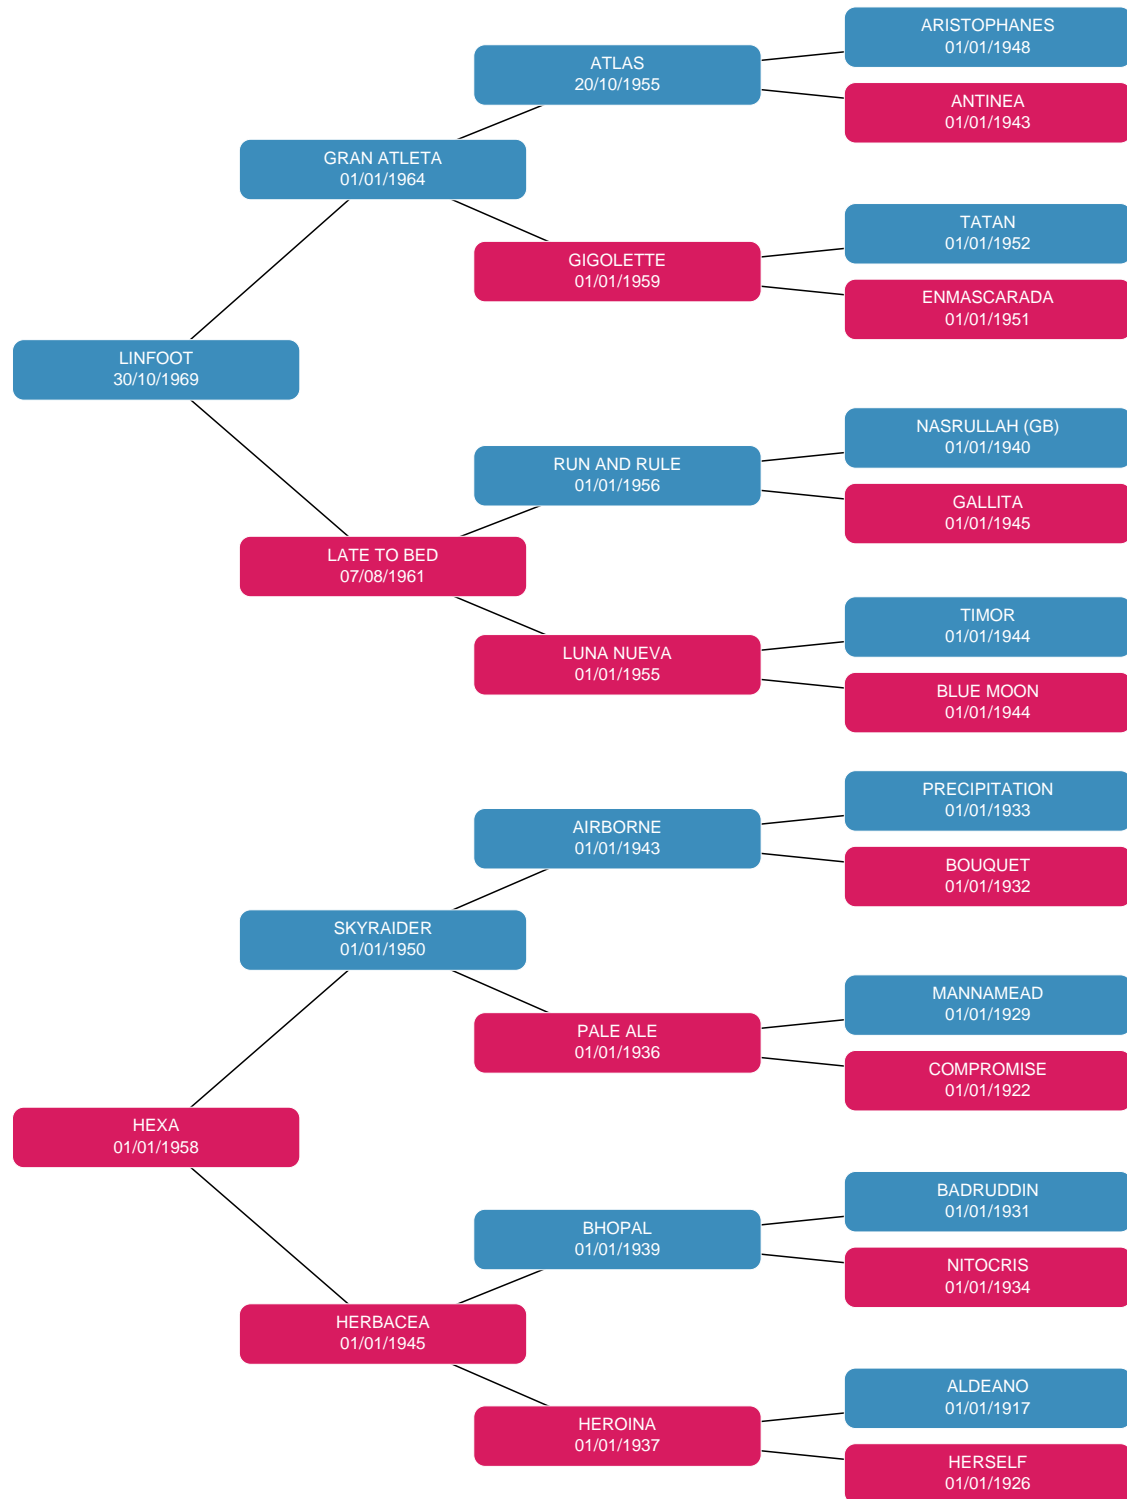 ARISTOPHANES
01/01/1948
ATLAS
20/10/1955
ANTINEA
01/01/1943
GRAN ATLETA
01/01/1964
TATAN
01/01/1952
GIGOLETTE
01/01/1959
ENMASCARADA
01/01/1951
LINFOOT
30/10/1969
NASRULLAH (GB)
01/01/1940
RUN AND RULE
01/01/1956
GALLITA
01/01/1945
LATE TO BED
07/08/1961
TIMOR
01/01/1944
LUNA NUEVA
01/01/1955
BLUE MOON
01/01/1944
PRECIPITATION
01/01/1933
AIRBORNE
01/01/1943
BOUQUET
01/01/1932
SKYRAIDER
01/01/1950
MANNAMEAD
01/01/1929
PALE ALE
01/01/1936
COMPROMISE
01/01/1922
HEXA
01/01/1958
BADRUDDIN
01/01/1931
BHOPAL
01/01/1939
NITOCRIS
01/01/1934
HERBACEA
01/01/1945
ALDEANO
01/01/1917
HEROINA
01/01/1937
HERSELF
01/01/1926